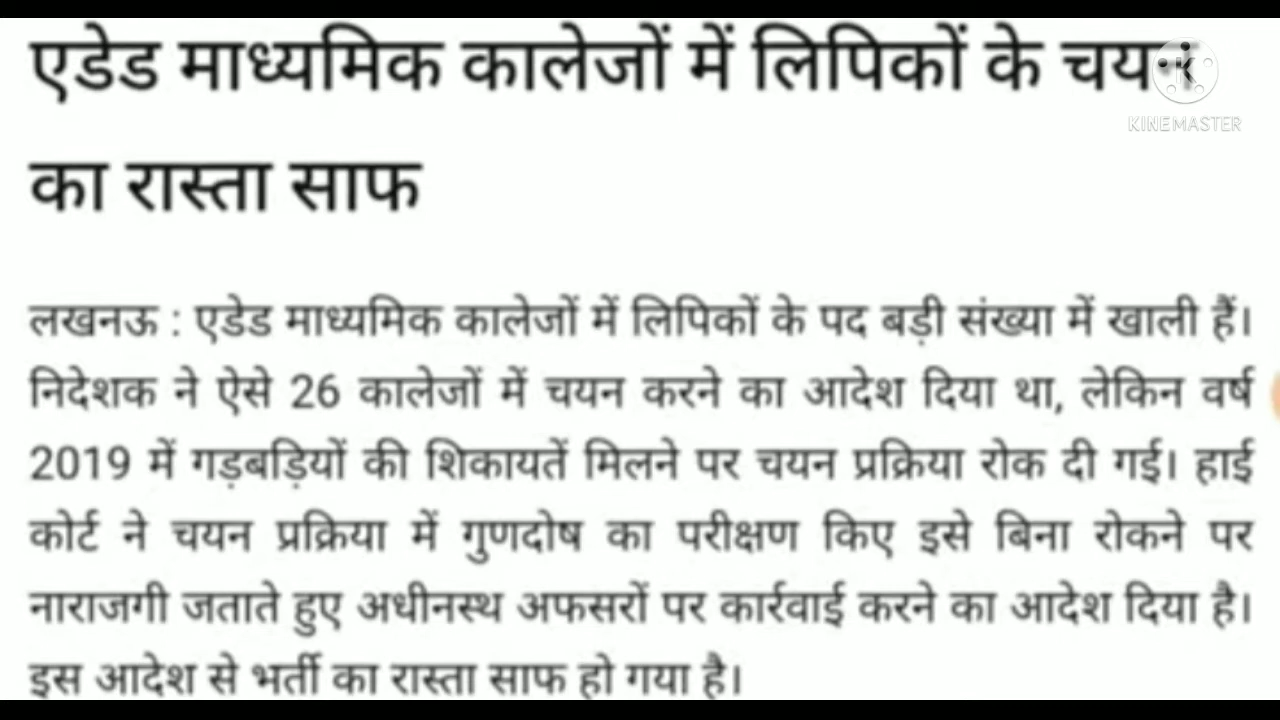 एडेड माध्यमिक कालेजों में लिपिकों के चयन
KINEMASTER
का रास्ता साफ
लखनऊ : एडेड माध्यमिक कालेजों में लिपिकों के पद बड़ी संख्या में खाली हैं।
निदेशक ने ऐसे 26 कालेजों में चयन करने का आदेश दिया था, लेकिन वर्ष
2019 में गड़बड़ियों की शिकायतें मिलने पर चयन प्रक्रिया रोक दी गई। हाई
कोर्ट ने चयन प्रक्रिया में गुणदोष का परीक्षण किए इसे बिना रोकने पर
नाराजगी जताते हुए अधीनस्थ अफसरों पर कार्रवाई करने का आदेश दिया है।
इस आदेश से भर्ती का रास्ता साफ हो गया है।